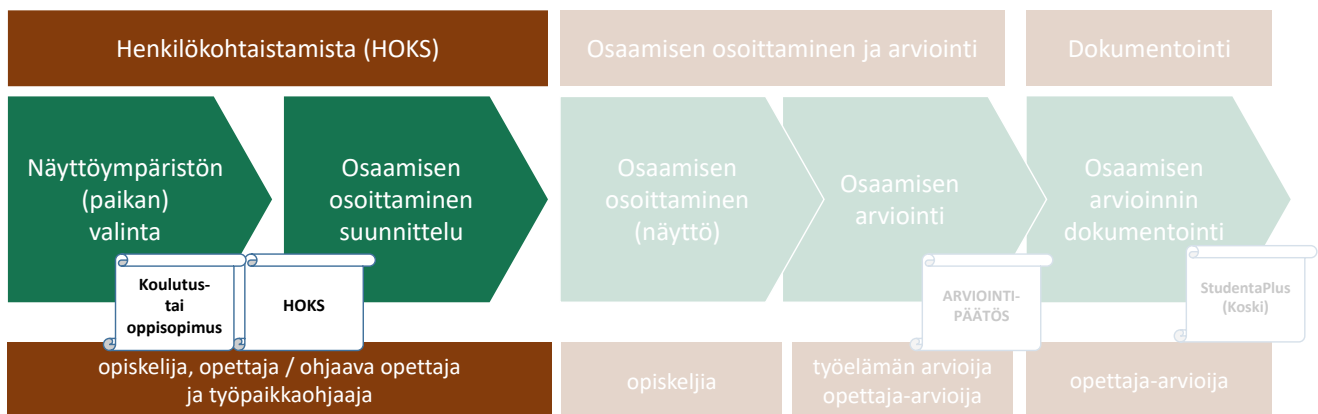 Henkilökohtaistamista (HOKS)
Osaamisen osoittaminen ja arviointi
Dokumentointi
Näyttöympäristön
(paikan)
valinta
Osaamisen
osoittaminen
suunnittelu
Osaamisen
osoittaminen
(näyttö)
Osaamisen
arviointi
Osaamisen
arvioinnin
dokumentointi
Koulutus-
tai
oppisopimus
HOKS
ARVIOINTI-
PÄÄTÖS
StudentaPlus
(Koski)
opiskelija, opettaja / ohjaava opettaja
ja työpaikkaohjaaja
opiskeljia
työelämän arvioija
opettaja-arvioija
opettaja-arvioija